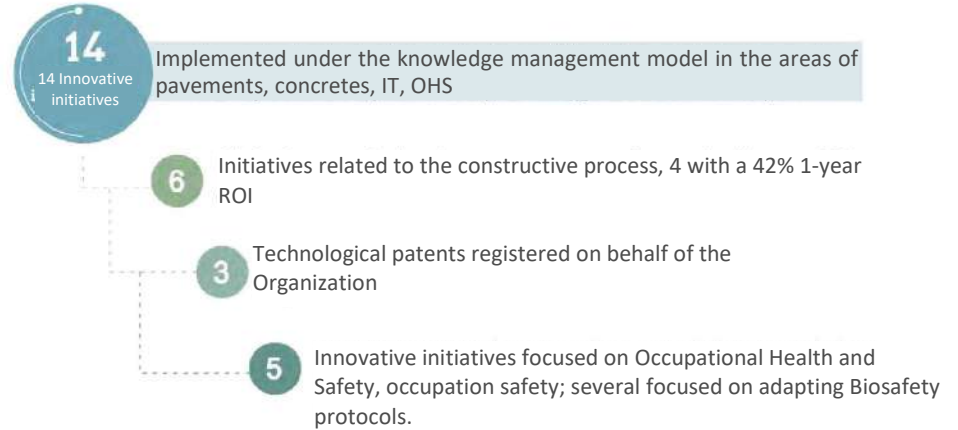 14
14 Innovative
initiatives
Implemented under the knowledge management model in the areas of
pavements, concretes, IT, OHS
6
Initiatives related to the constructive process, 4 with a 42% 1-year
ROI
3
Technological patents registered on behalf of the
Organization
5
Innovative initiatives focused on Occupational Health and
Safety, occupation safety; several focused on adapting Biosafety
protocols.